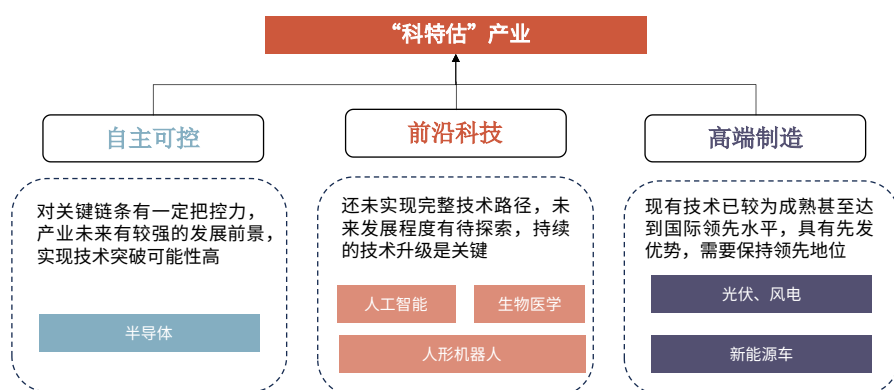 “科特估”产业
自主可控
前沿科技
高端制造
对关键链条有一定把控力，
产业未来有较强的发展前景，
实现技术突破可能性高
半导体
还未实现完整技术路径，未
来发展程度有待探索，持续
的技术升级是关键
人工智能
生物医学
人形机器人
现有技术已较为成熟甚至达
到国际领先水平，具有先发
优势，需要保持领先地位
光伏、风电
新能源车